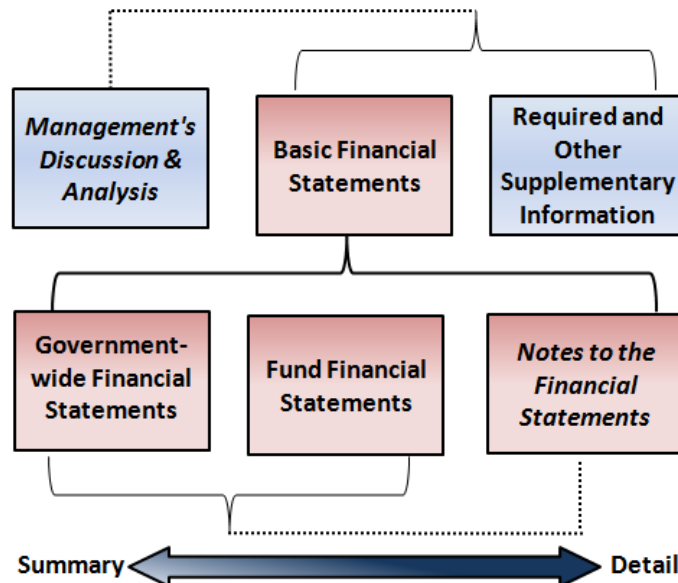 Management's
Discussion &
Analysis
Basic Financial
Statements
Required and
Other
Supplementary
Information
Government-
wide Financial
Statements
Fund Financial
Statements
Notes to the
Financial
Statements
Summary
Detail